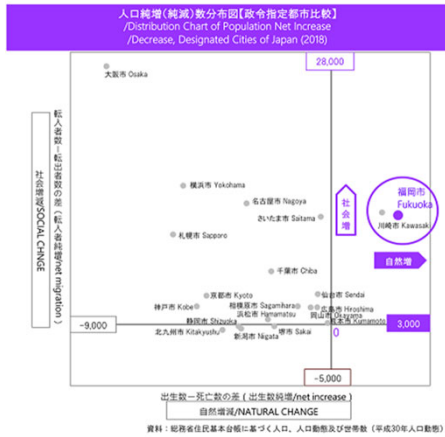 人口純増(純減)数分布図【政令指定都市比較】
/Distribution Chart of Population Net Increase
/Decrease, Designated Cities of Japan (2018)
28,000
大阪市 Osaka
転入者数－転出者数の差(転入者純増/net migration)
社会増減/SOCIAL CHNGE
横浜市 Yokohama
名古屋市 Nagoya
さいたま市 Saitama
社会増
福岡市
Fukuoka
川崎市 Kawasaki
札幌市 Sapporo
自然増
千葉市 Chiba
京都市 Kyoto
仙台市 Sendai
神戸市 Kobe
相模原市 Sagamihara
広島市 Hiroshima
浜松市 Hamamatsu
岡山市 Okayama
静岡市 Shizuoka
熊本市 Kumamoto
－9,000
3,000
北九州市 Kitakyushu
新潟市 Niigata
堺市 Sakai
0
－5,000
出生数－死亡数の差(出生数純増/net increase)
自然増減/NATURAL CHANGE
資料：総務省住民基本台帳に基づく人口、人口動態及び世帯数(平成30年人口動態)